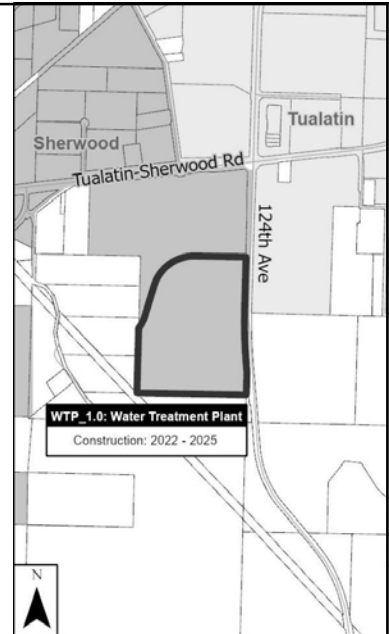 Tualatin
Sherwood
Tualatin-Sherwood Rd
124th Ave
WTP_1.0: Water Treatment Plant
Construction: 2022 - 2025
N